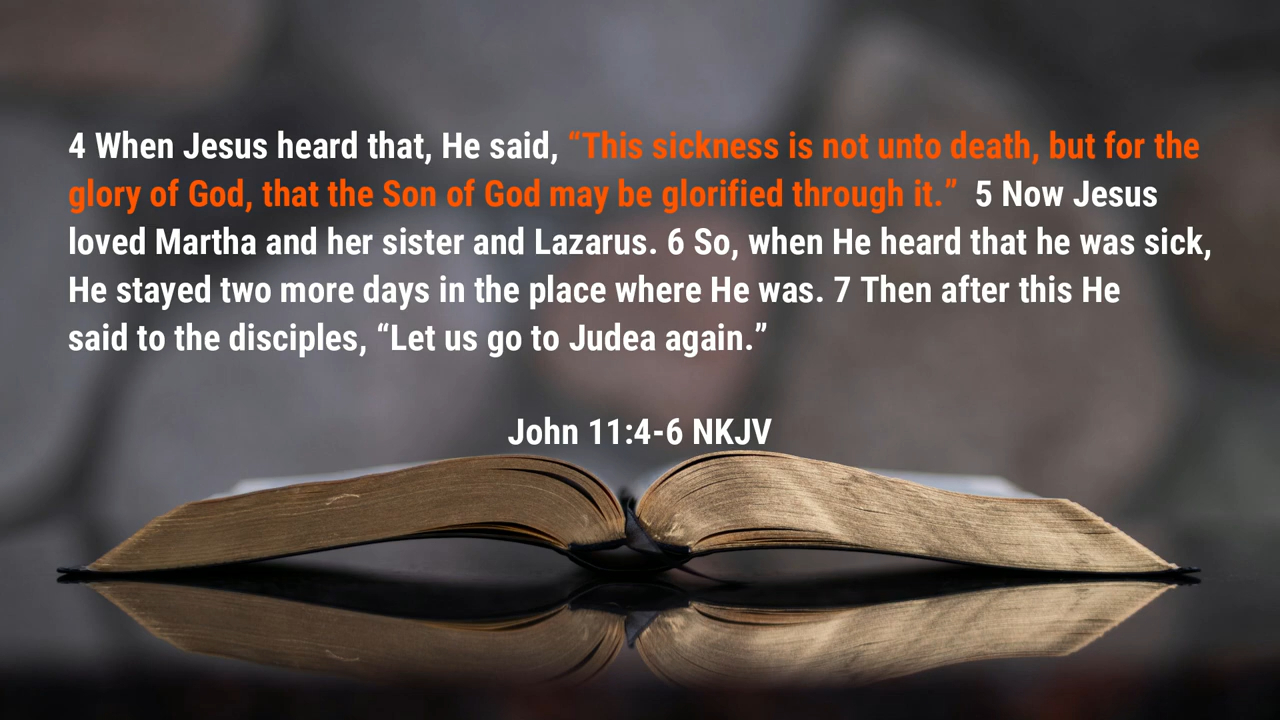 4 When Jesus heard that, He said, “This sickness is not unto death, but for the
glory of God, that the Son of God may be glorified through it.”  5 Now Jesus
loved Martha and her sister and Lazarus. 6 So, when He heard that he was sick,
He stayed two more days in the place where He was. 7 Then after this He
said to the disciples, “Let us go to Judea again.”
John 11:4-6 NKJV